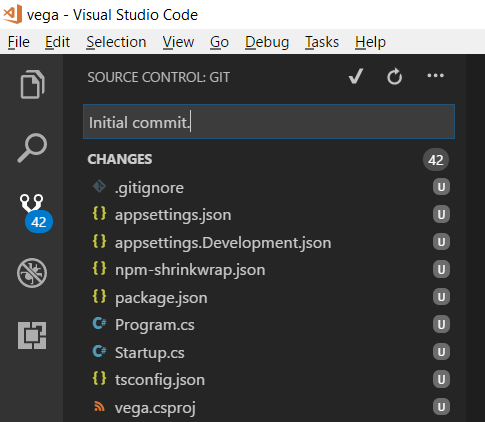 vega - Visual Studio Code
File Edit Selection View Go Debug Tasks Help
SOURCE CONTROL: GIT
Initial commit.
CHANGES 42
.gitignore U
appsettings.json U
42
appsettings.Development.json U
npm-shrinkwrap.json U
package.json U
Program.cs U
Startup.cs U
tsconfig.json U
vega.csproj U